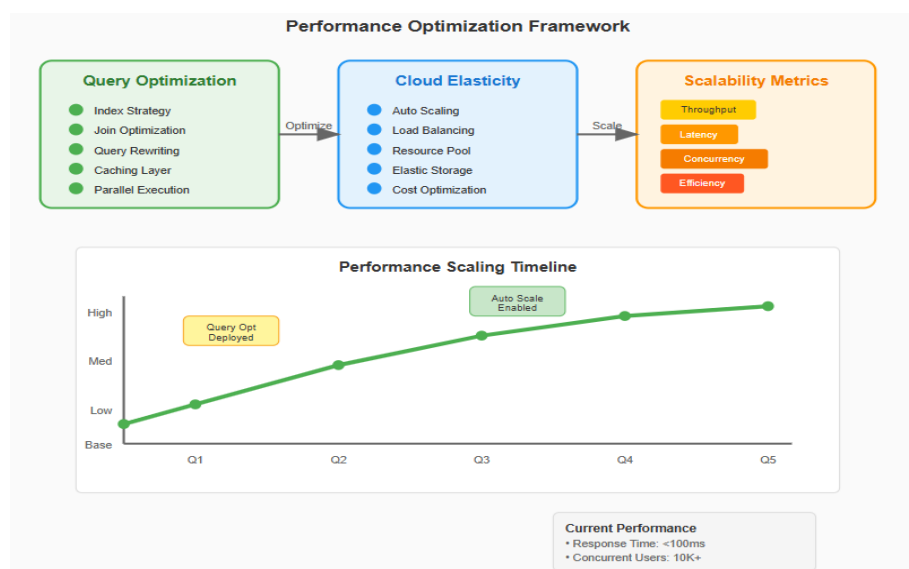 Performance Optimization Framework
Query Optimization
Index Strategy
Join Optimization
Query Rewriting
Caching Layer
Parallel Execution
Optimize
Cloud Elasticity
Auto Scaling
Load Balancing
Resource Pool
Elastic Storage
Cost Optimization
Scale
Scalability Metrics
Throughput
Latency
Concurrency
Efficiency
Performance Scaling Timeline
High
Med
Low
Base
Query Opt
Deployed
Auto Scale
Enabled
Q1
Q2
Q3
Q4
Q5
Current Performance
• Response Time: <100ms
• Concurrent Users: 10K+